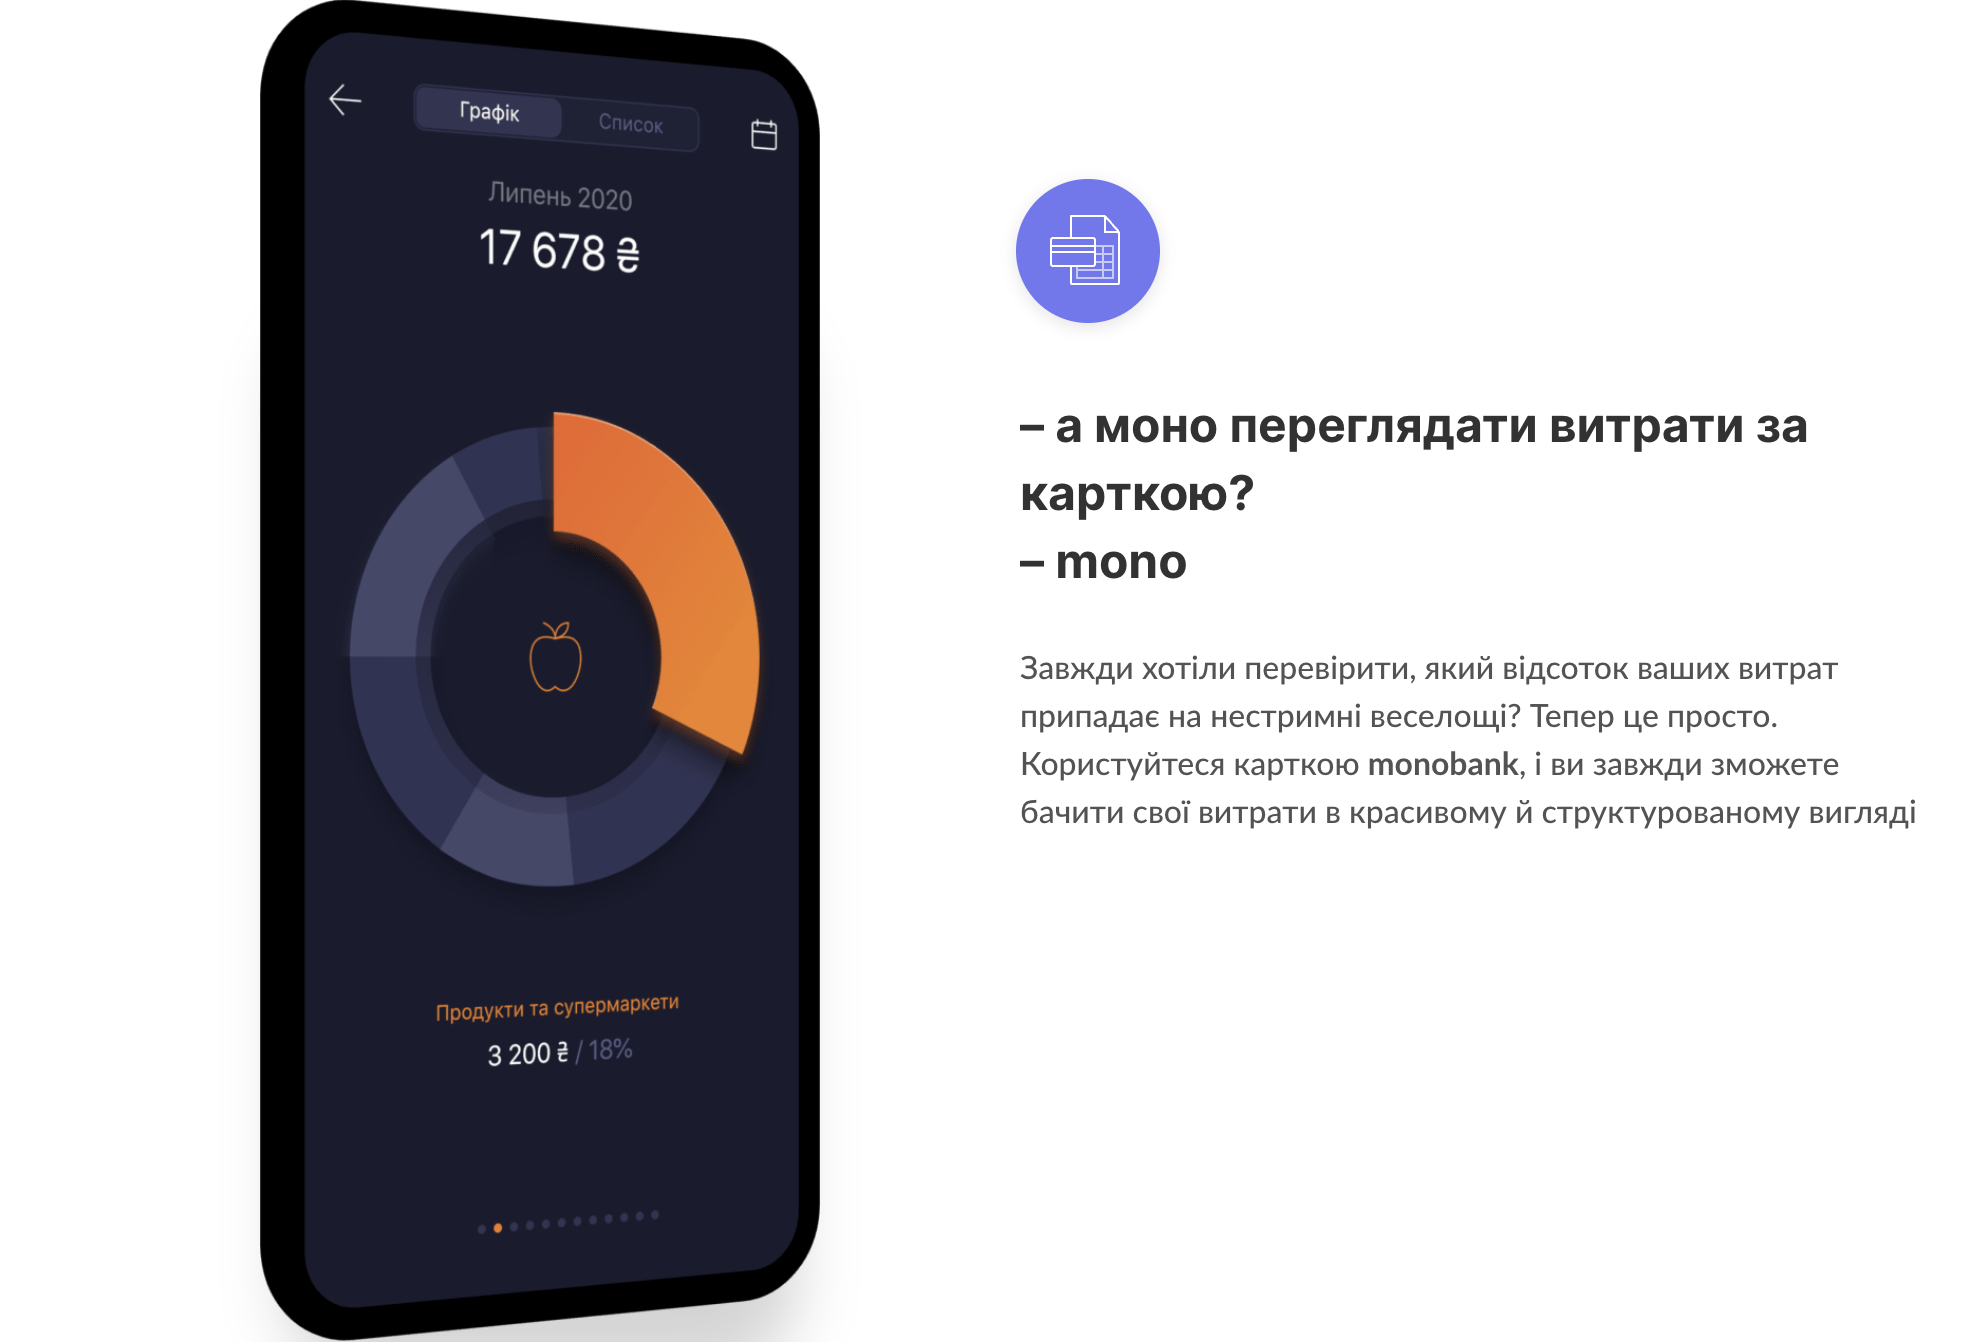 Графік
Список
Липень 2020
17 678 ₴
Продукти та супермаркети
3 200 ₴ / 18%
– а моно переглядати витрати за
карткою?
– mono
Завжди хотіли перевірити, який відсоток ваших витрат
припадає на нестримні веселощі? Тепер це просто.
Користуйтеся карткою monobank, і ви завжди зможете
бачити свої витрати в красивому й структурованому вигляді